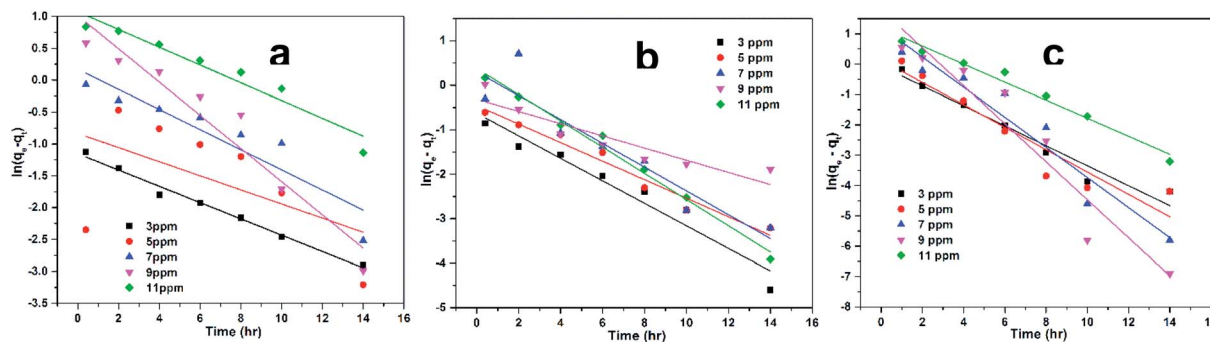 a
1.0
0.5
0.0
-0.5
-1.0
-1.5
-2.0
-2.5
-3.0
-3.5
ln(qe-qt)
3ppm
5ppm
7ppm
9ppm
11ppm
0 2 4 6 8 10 12 14 16
Time (hr)
b
3 ppm
5 ppm
7 ppm
9 ppm
11 ppm
1
0
-1
-2
-3
-4
-5
ln(qe- qt)
0 2 4 6 8 10 12 14 16
Time (hr)
c
2
1
0
-1
-2
-3
-4
-5
-6
-7
-8
ln(qe - qt)
3 ppm
5 ppm
7 ppm
9 ppm
11 ppm
0 2 4 6 8 10 12 14 16
Time (hr)